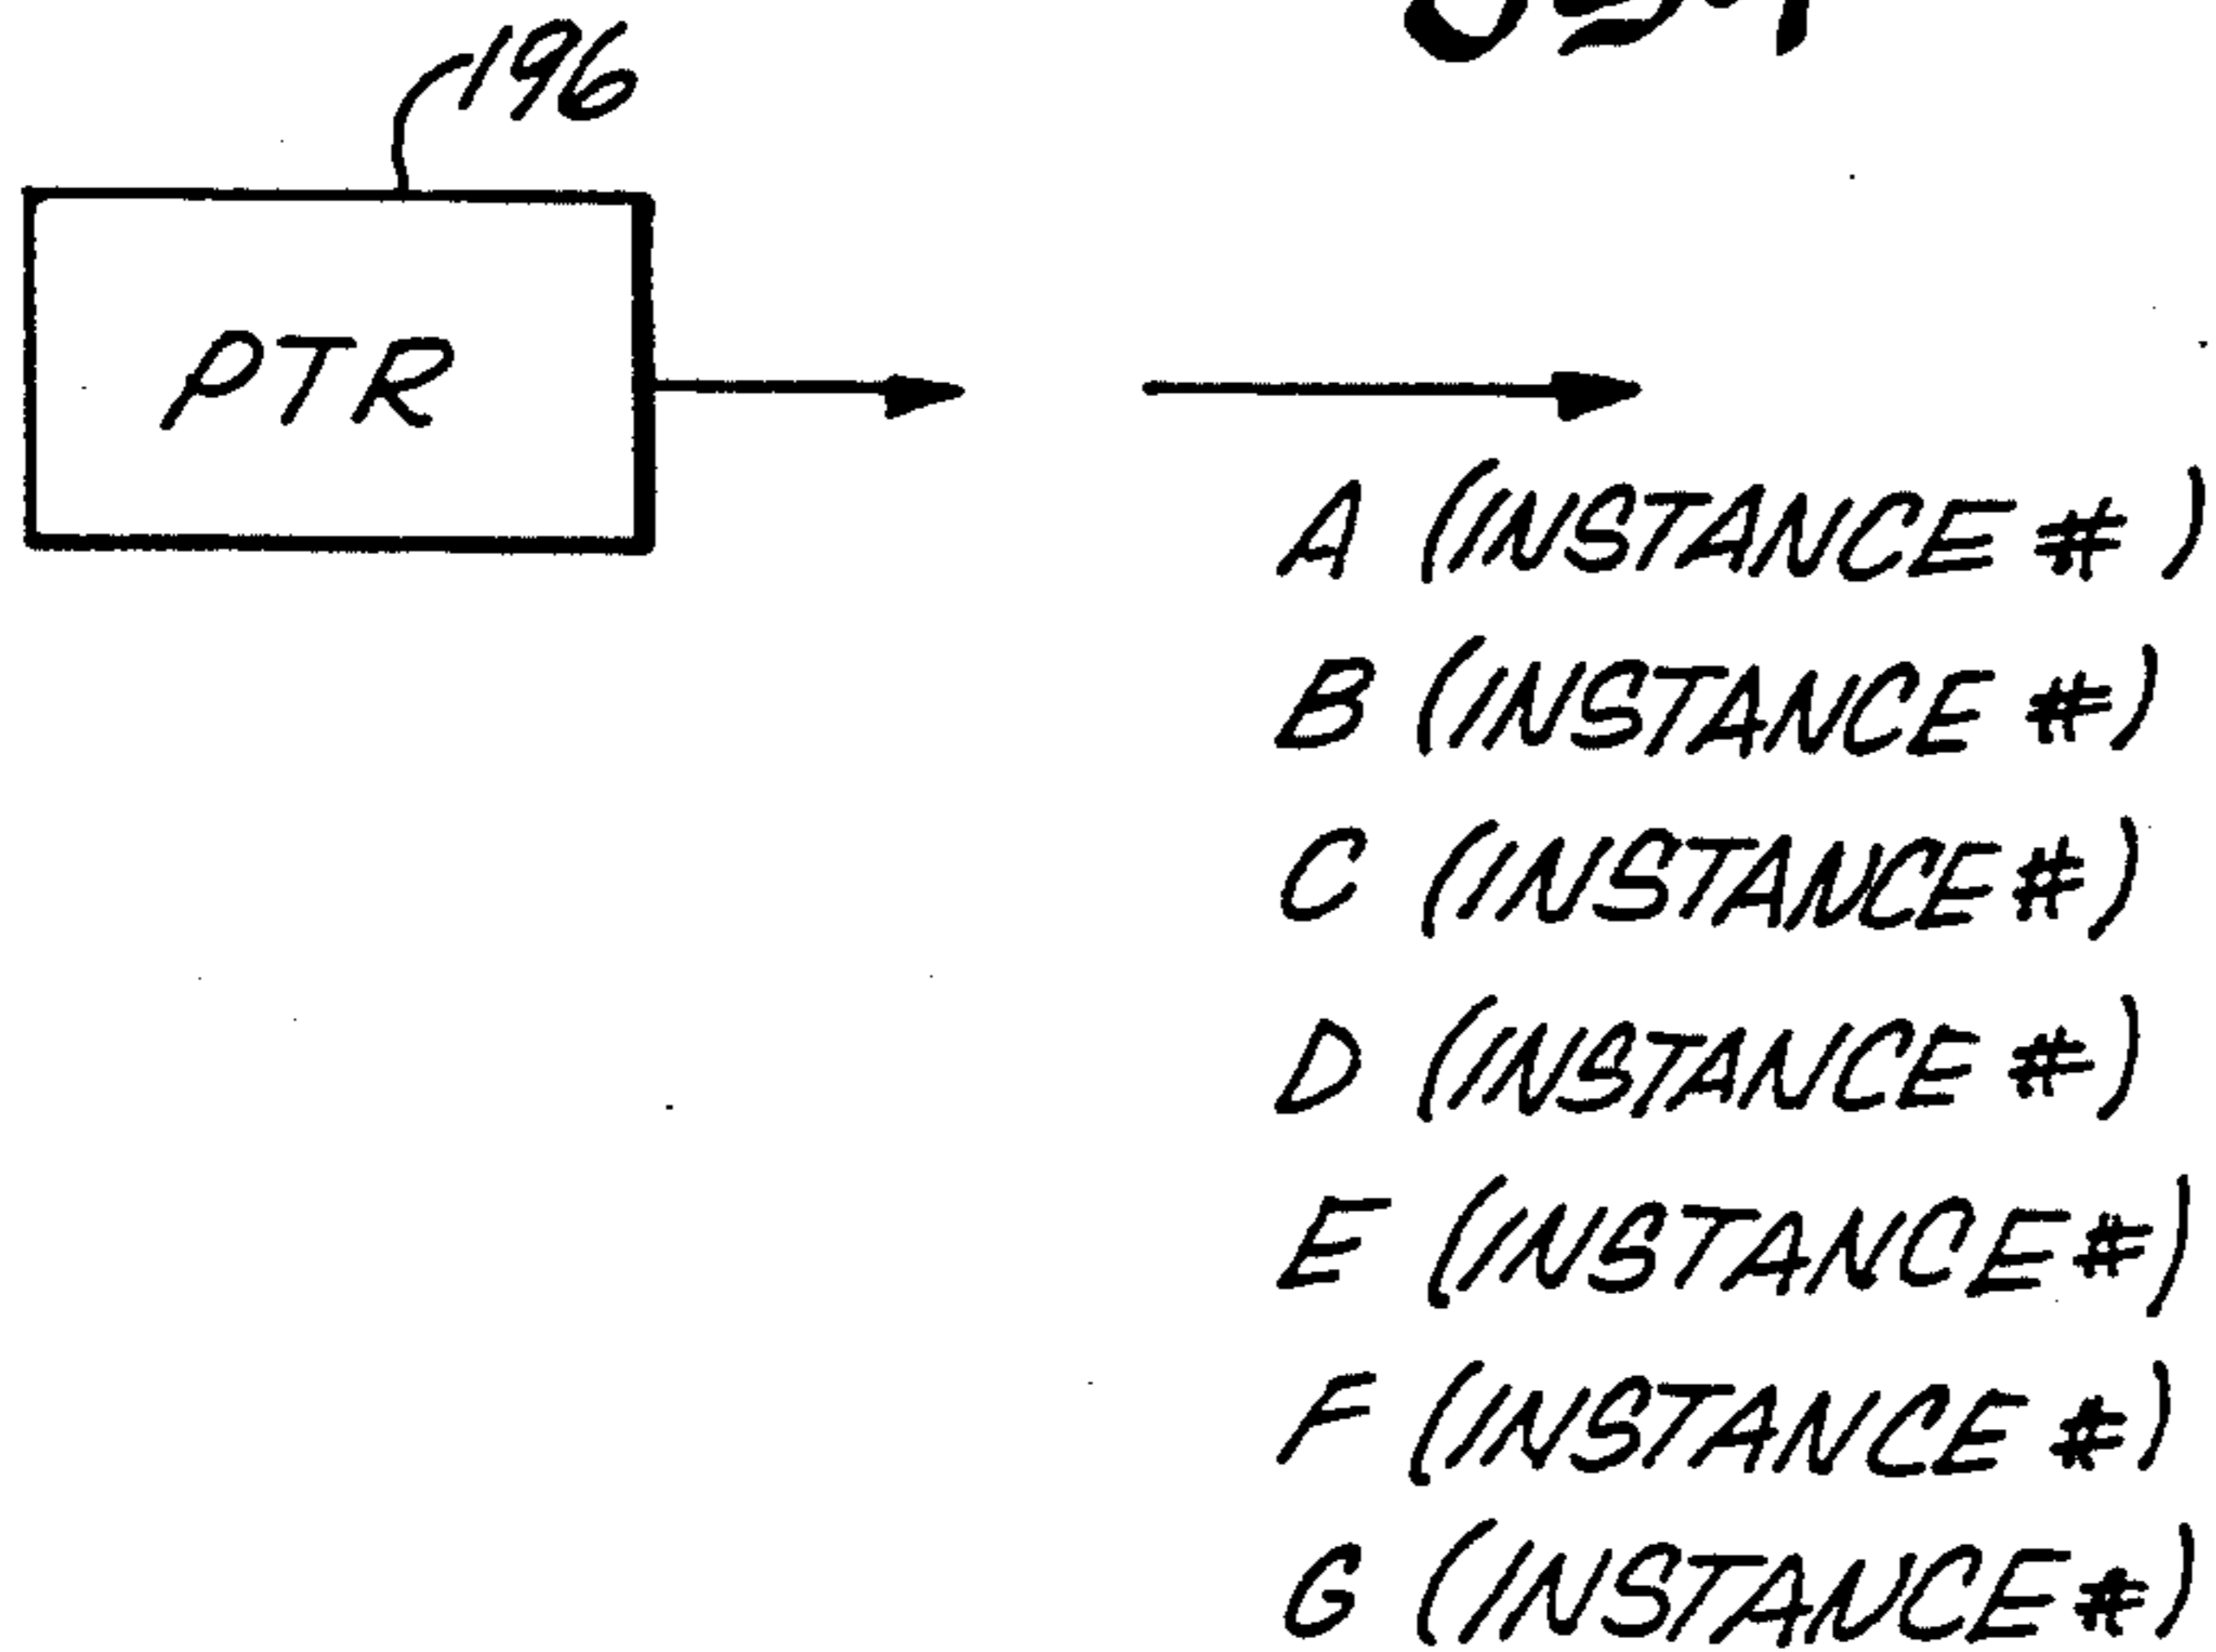 196
PTR
A (INSTANCE # )
B (INSTANCE #)
C (INSTANCE #)
D (INSTANCE #)
E (INSTANCE #)
F (INSTANCE #)
G (INSTANCE #)